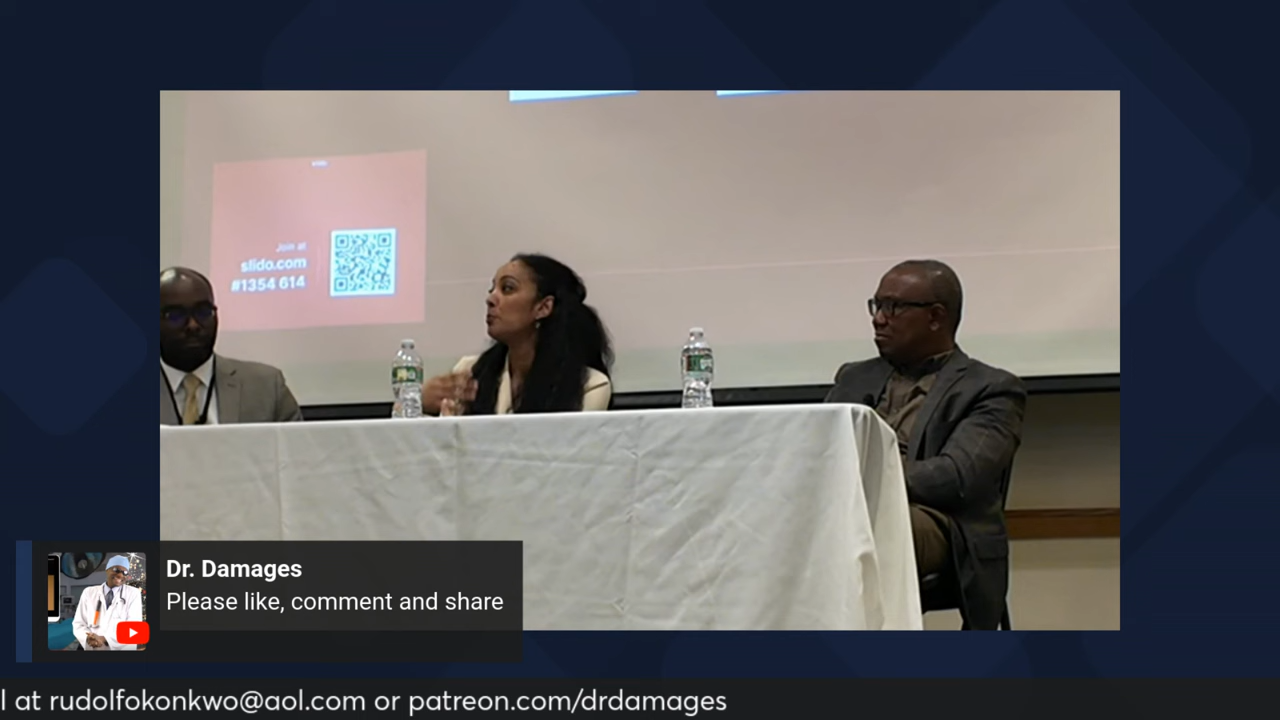 Join at
slido.com
#1354 614
Dr. Damages
Please like, comment and share
l at rudolfokonkwo@aol.com or patreon.com/drdamages